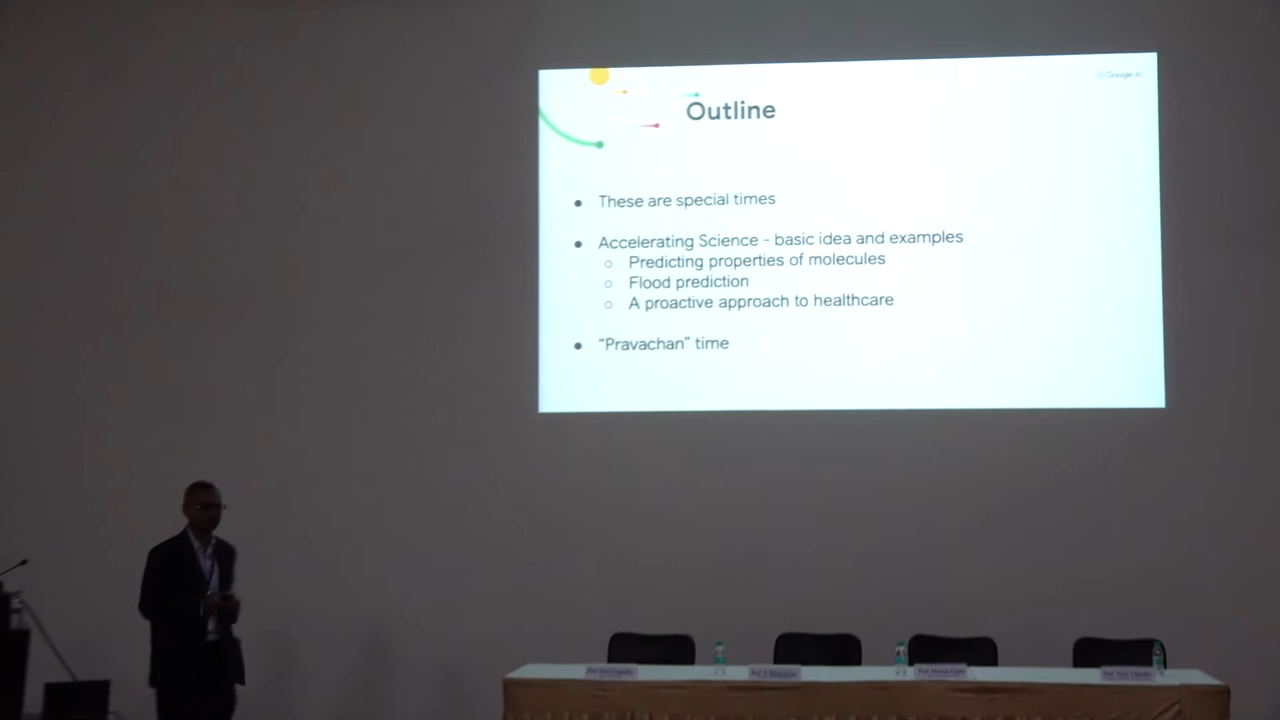 Google AI
Outline
● These are special times
● Accelerating Science - basic idea and examples
○ Predicting properties of molecules
○ Flood prediction
○ A proactive approach to healthcare
● “Pravachan” time